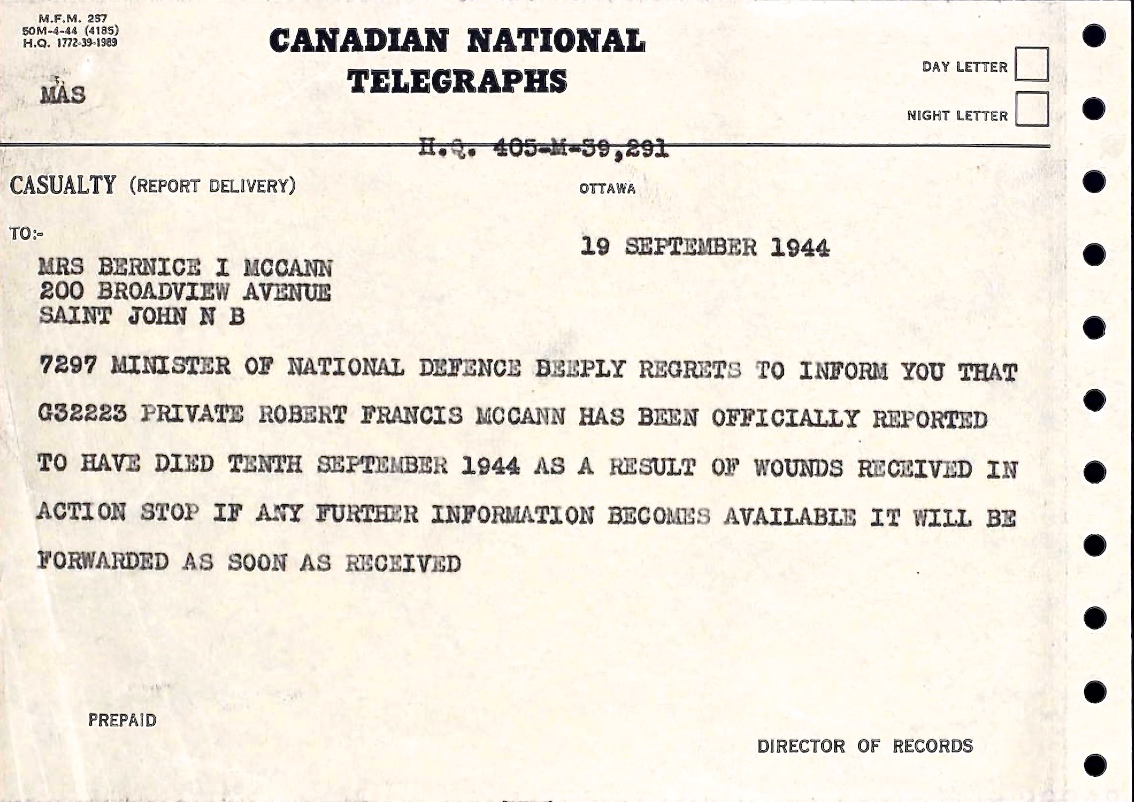 M.F.M. 297
50M-4-44 (4185)
H.Q. 1772-39-1989
CANADIAN NATIONAL
TELEGRAPHS
DAY LETTER
NIGHT LETTER
MAS
H.Q. 405-M-39,291
CASUALTY (REPORT DELIVERY)
OTTAWA
TO:-
19 SEPTEMBER 1944
MRS BERNICE I MCCANN
200 BROADVIEW AVENUE
SAINT JOHN N B
7297 MINISTER OF NATIONAL DEFENCE DEEPLY REGRETS TO INFORM YOU THAT
G32223 PRIVATE ROBERT FRANCIS MCCANN HAS BEEN OFFICIALLY REPORTED
TO HAVE DIED TENTH SEPTEMBER 1944 AS A RESULT OF WOUNDS RECEIVED IN
ACTION STOP IF ANY FURTHER INFORMATION BECOMES AVAILABLE IT WILL BE
FORWARDED AS SOON AS RECEIVED
PREPAID
DIRECTOR OF RECORDS